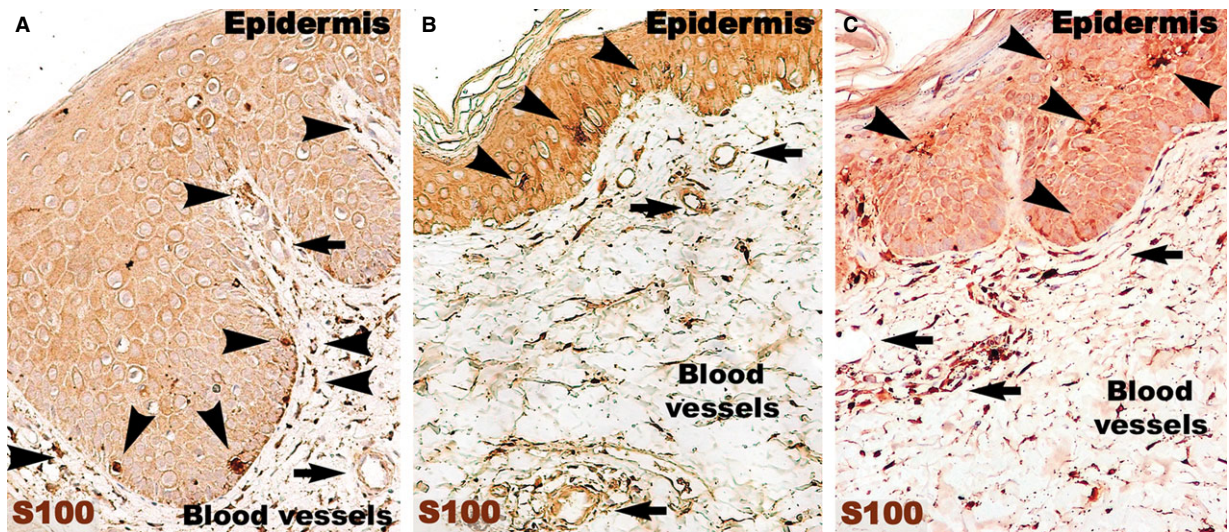 A
Epidermis
S100
Blood vessels
B
Epidermis
Blood
vessels
S100
C
Epidermis
Blood
vessels
S100